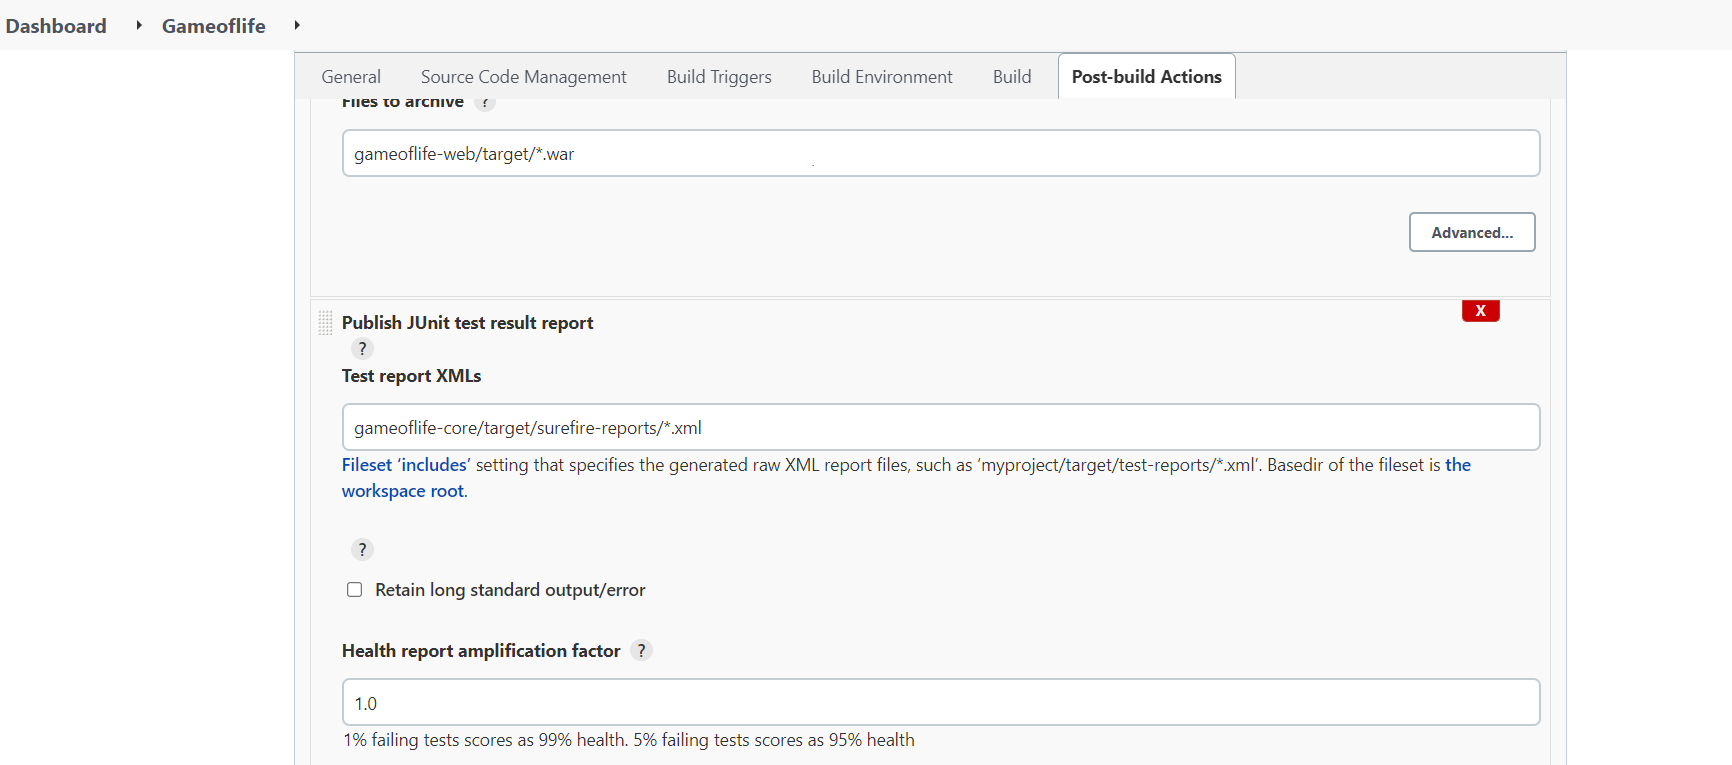 Dashboard Gameoflife
General Source Code Management Build Triggers Build Environment Build Post-build Actions
Files to archive ?
gameoflife-web/target/*.war
Advanced...
X
Publish JUnit test result report
?
Test report XMLs
gameoflife-core/target/surefire-reports/*.xml
Fileset ‘includes’ setting that specifies the generated raw XML report files, such as ‘myproject/target/test-reports/*.xml’. Basedir of the fileset is the
workspace root.
?
Retain long standard output/error
Health report amplification factor ?
1.0
1% failing tests scores as 99% health. 5% failing tests scores as 95% health